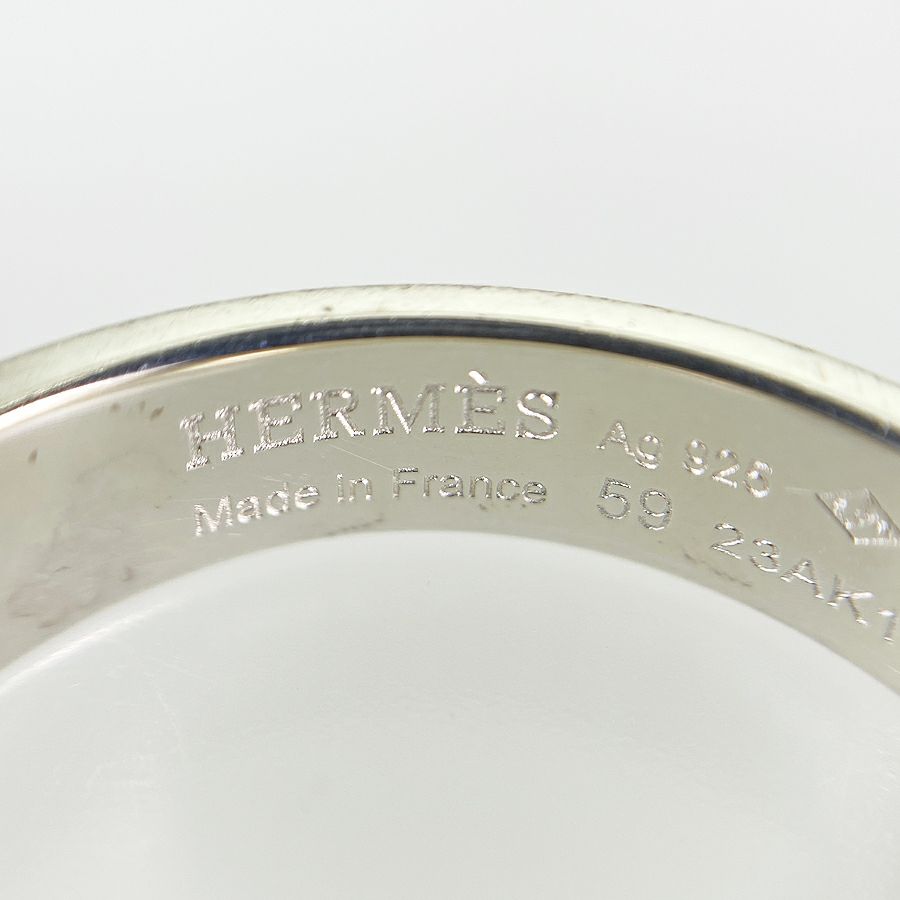 HERMÈS Ag 925
Made in France 59 23AK1